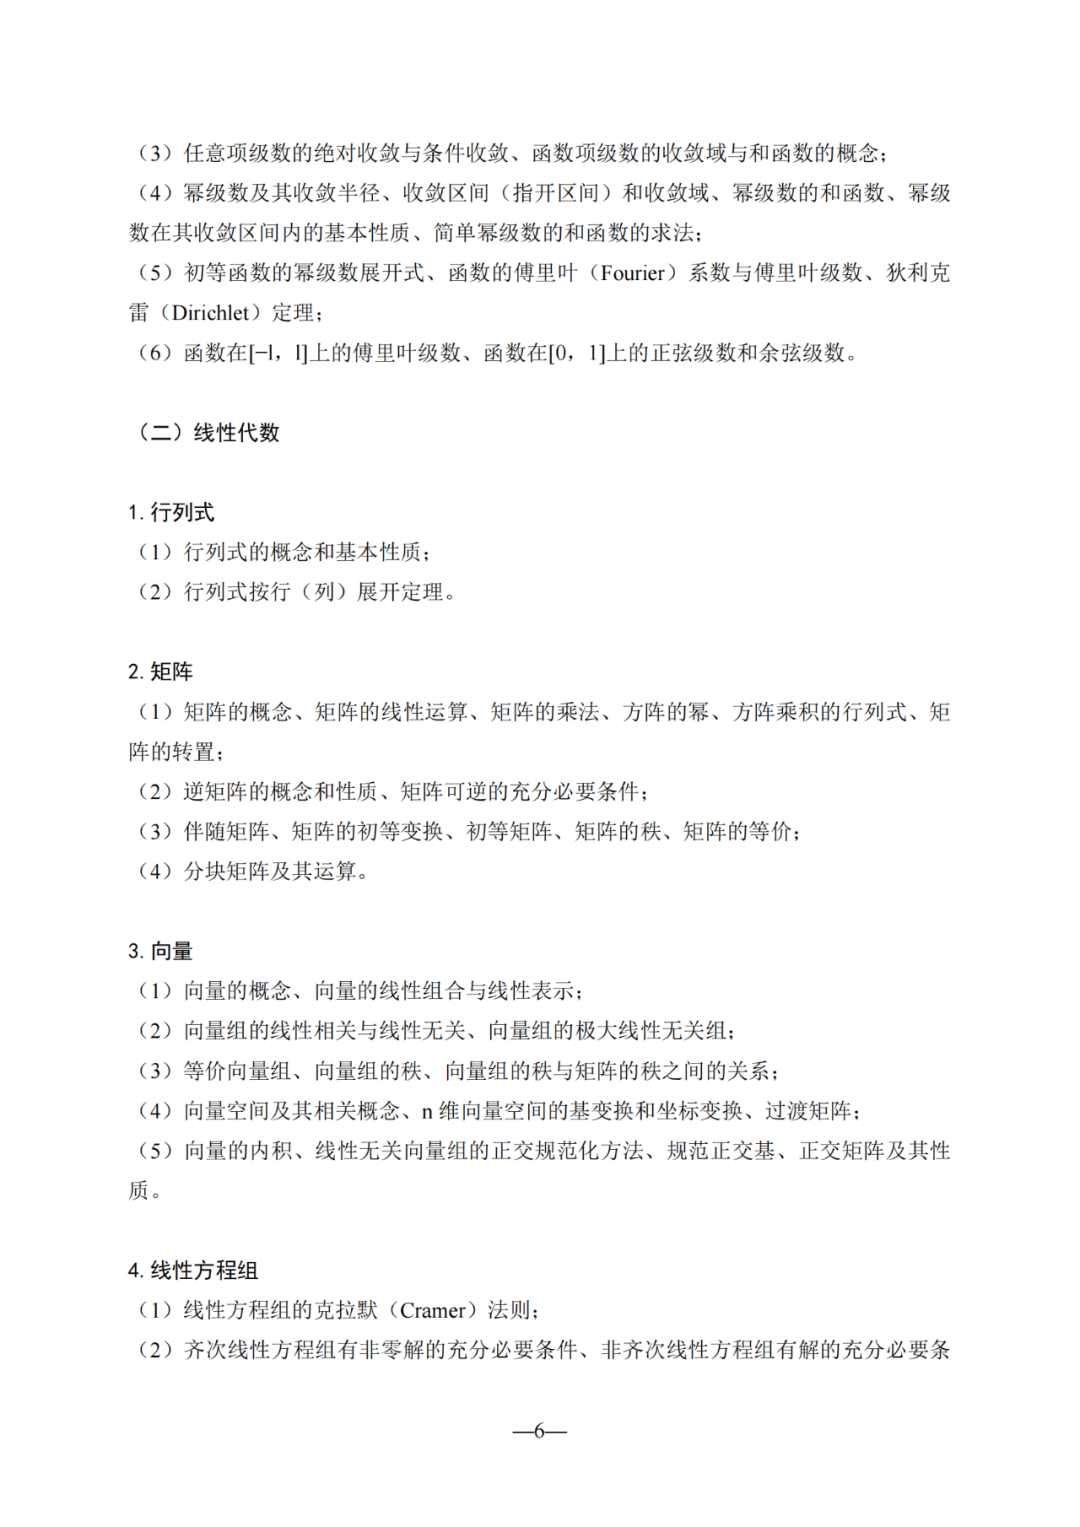 （3）任意项级数的绝对收敛与条件收敛、函数项级数的收敛域与和函数的概念；
（4）幂级数及其收敛半径、收敛区间（指开区间）和收敛域、幂级数的和函数、幂级
数在其收敛区间内的基本性质、简单幂级数的和函数的求法；
（5）初等函数的幂级数展开式、函数的傅里叶（Fourier）系数与傅里叶级数、狄利克
雷（Dirichlet）定理；
（6）函数在[−l，l]上的傅里叶级数、函数在[0，1]上的正弦级数和余弦级数。
（二）线性代数
1.行列式
（1）行列式的概念和基本性质；
（2）行列式按行（列）展开定理。
2.矩阵
（1）矩阵的概念、矩阵的线性运算、矩阵的乘法、方阵的幂、方阵乘积的行列式、矩
阵的转置；
（2）逆矩阵的概念和性质、矩阵可逆的充分必要条件；
（3）伴随矩阵、矩阵的初等变换、初等矩阵、矩阵的秩、矩阵的等价；
（4）分块矩阵及其运算。
3.向量
（1）向量的概念、向量的线性组合与线性表示；
（2）向量组的线性相关与线性无关、向量组的极大线性无关组；
（3）等价向量组、向量组的秩、向量组的秩与矩阵的秩之间的关系；
（4）向量空间及其相关概念、n 维向量空间的基变换和坐标变换、过渡矩阵；
（5）向量的内积、线性无关向量组的正交规范化方法、规范正交基、正交矩阵及其性
质。
4.线性方程组
（1）线性方程组的克拉默（Cramer）法则；
（2）齐次线性方程组有非零解的充分必要条件、非齐次线性方程组有解的充分必要条
—6—